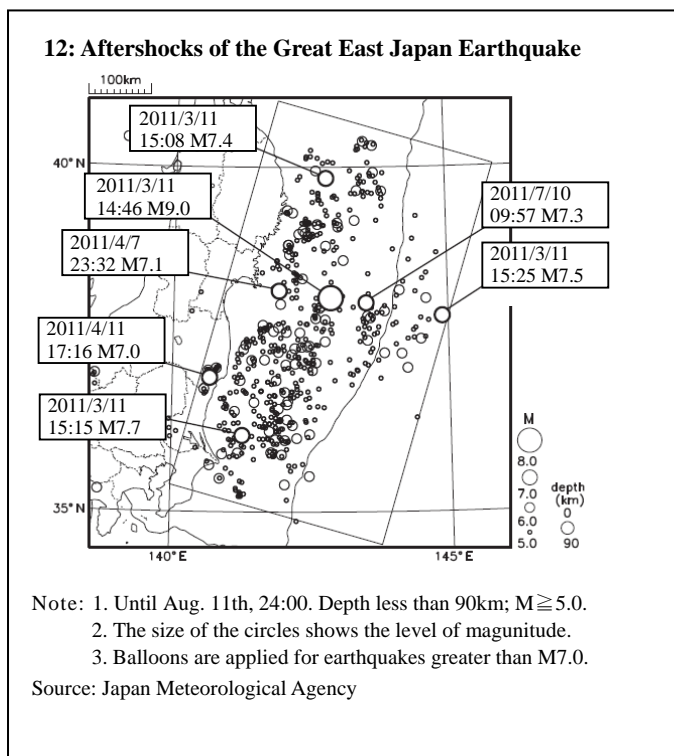 12: Aftershocks of the Great East Japan Earthquake
100km
2011/3/11
15:08 M7.4
40°N
2011/3/11
14:46 M9.0
2011/7/10
09:57 M7.3
2011/4/7
23:32 M7.1
2011/3/11
15:25 M7.5
2011/4/11
17:16 M7.0
2011/3/11
15:15 M7.7
M
8.0
7.0
6.0
5.0
depth
(km)
0
90
35°N
140°E
145°E
Note: 1. Until Aug. 11th, 24:00. Depth less than 90km; M≧5.0.
2. The size of the circles shows the level of magunitude.
3. Balloons are applied for earthquakes greater than M7.0.
Source: Japan Meteorological Agency